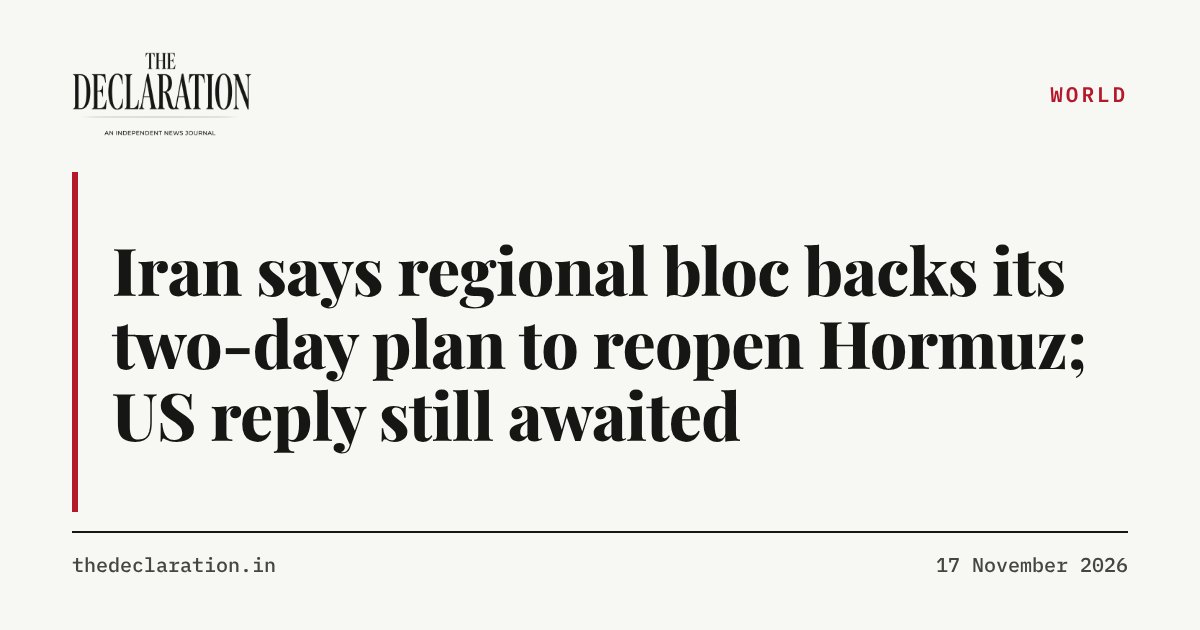 THE
DECLARATION
AN INDEPENDENT NEWS JOURNAL
WORLD
Iran says regional bloc backs its
two-day plan to reopen Hormuz;
US reply still awaited
thedeclaration.in
17 November 2026